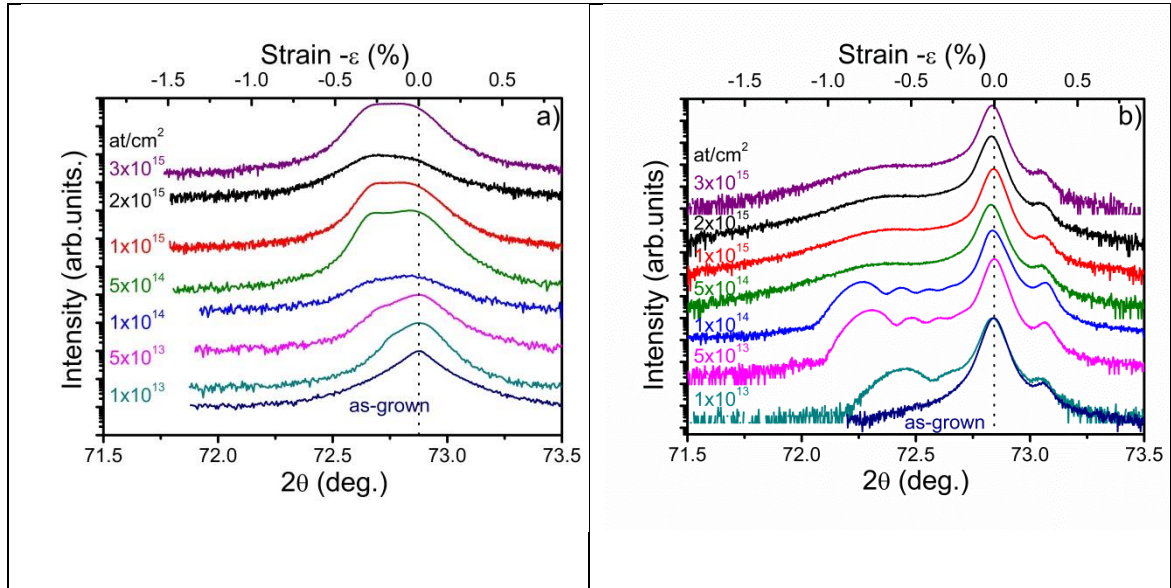 Strain -ε (%)
-1.5 -1.0 -0.5 0.0 0.5
a)
at/cm²
3x10¹⁵
2x10¹⁵
1x10¹⁵
5x10¹⁴
1x10¹⁴
5x10¹³
1x10¹³
as-grown
Intensity (arb.units.)
71.5 72.0 72.5 73.0 73.5
2θ (deg.)
Strain -ε (%)
-1.5 -1.0 -0.5 0.0 0.5
b)
at/cm²
3x10¹⁵
2x10¹⁵
1x10¹⁵
5x10¹⁴
1x10¹⁴
5x10¹³
1x10¹³
as-grown
Intensity (arb.units)
71.5 72.0 72.5 73.0 73.5
2θ (deg.)